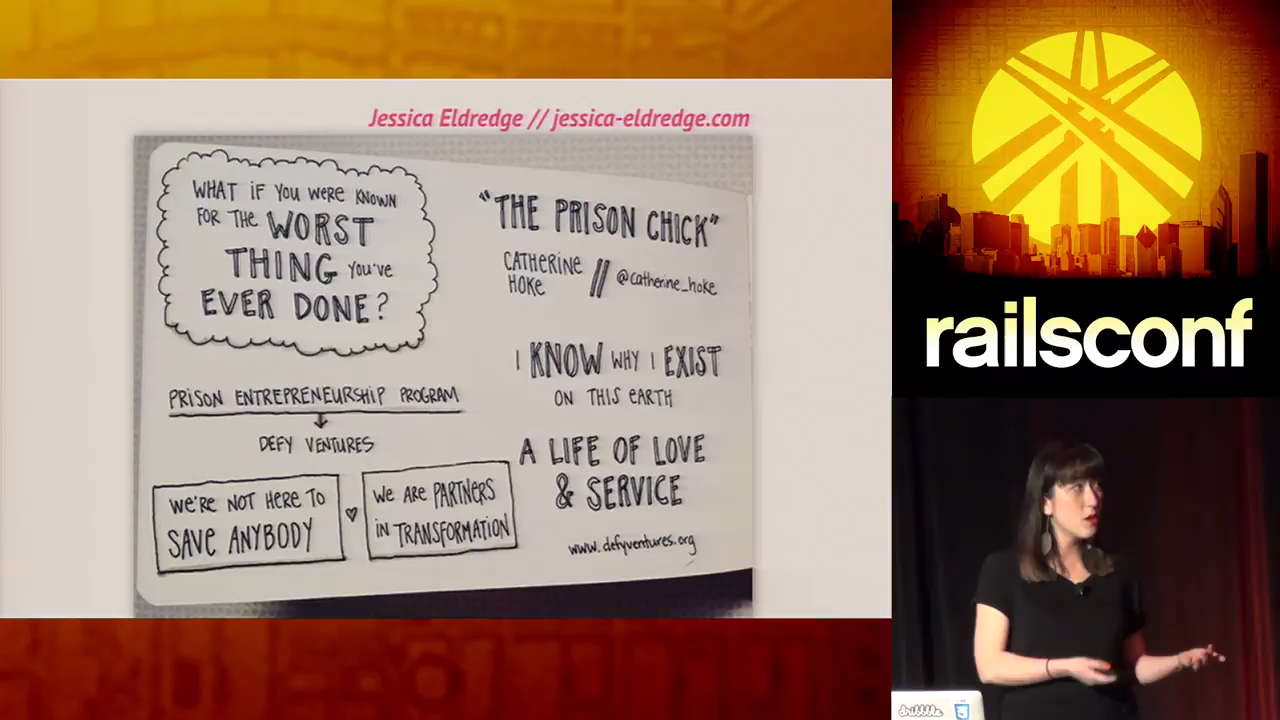 Jessica Eldredge // jessica-eldredge.com
WHAT IF YOU WERE KNOWN
FOR THE WORST
THING YOU'VE
EVER DONE?
PRISON ENTREPRENEURSHIP PROGRAM
DEFY VENTURES
WE'RE NOT HERE TO
SAVE ANYBODY
WE ARE PARTNERS
IN TRANSFORMATION
"THE PRISON CHICK"
CATHERINE
HOKE // @catherine_hoke
I KNOW WHY I EXIST
ON THIS EARTH
A LIFE OF LOVE
& SERVICE
www.defyventures.org
railsconf
dribbble